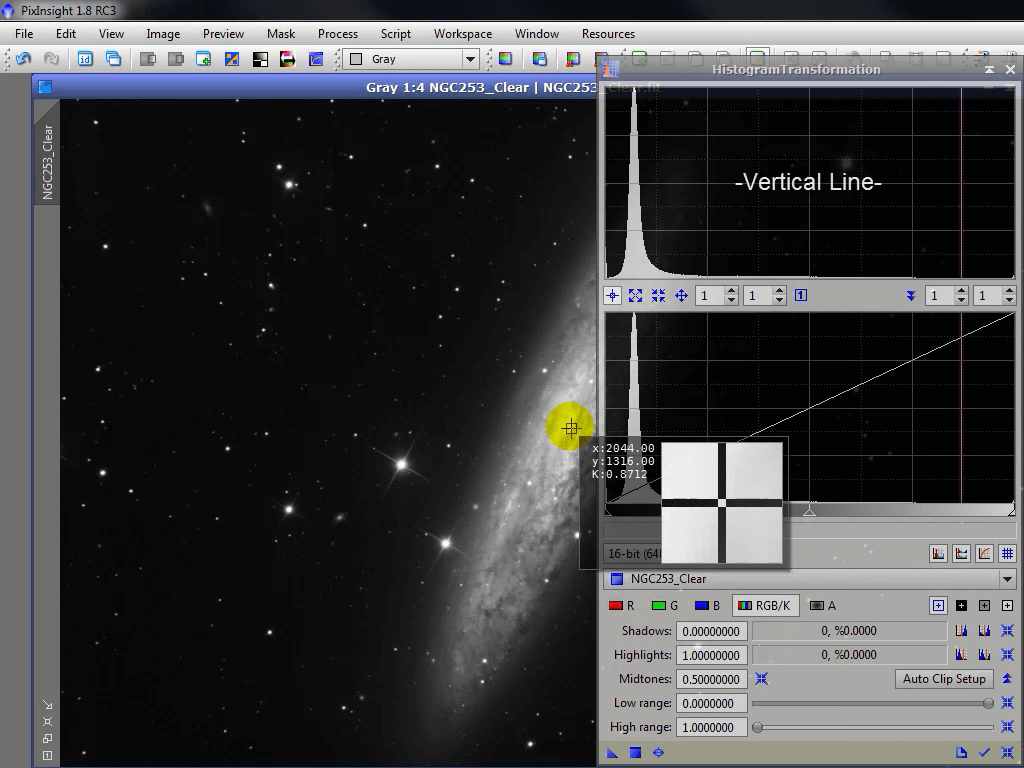 PixInsight 1.8 RC3
File Edit View Image Preview Mask Process Script Workspace Window Resources
Gray
HistogramTransformation
Gray 1:4 NGC253_Clear | NGC253_Clear.fit
NGC253_Clear
-Vertical Line-
1 1 1 1 1
x:2044.00
y:1316.00
K:0.8712
16-bit (64
NGC253_Clear
R G B RGB/K A
Shadows: 0.00000000 0, %0.0000
Highlights: 1.00000000 0, %0.0000
Midtones: 0.50000000 Auto Clip Setup
Low range: 0.0000000
High range: 1.0000000